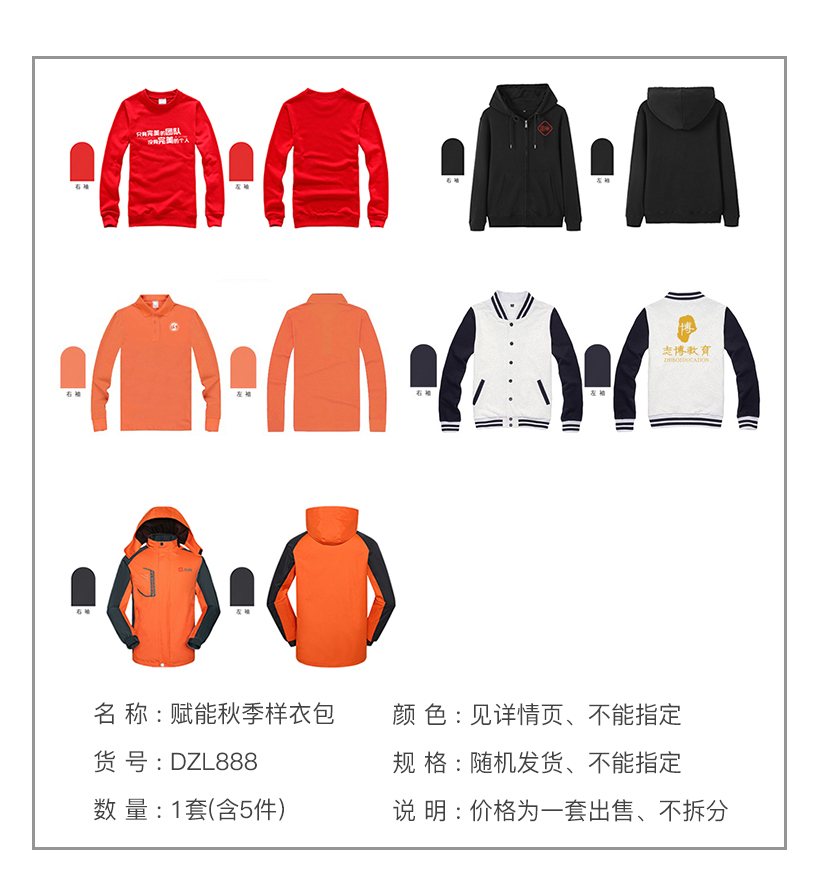 只有完美的团队
没有完美的个人
右 袖
左 袖
右 袖
左 袖
右 袖
左 袖
博
志博教育
ZHIBOEDUCATION
右 袖
左 袖
右 袖
左 袖
名 称：赋能秋季样衣包
颜 色：见详情页、不能指定
货 号：DZL888
规 格：随机发货、不能指定
数 量：1套(含5件)
说 明：价格为一套出售、不拆分